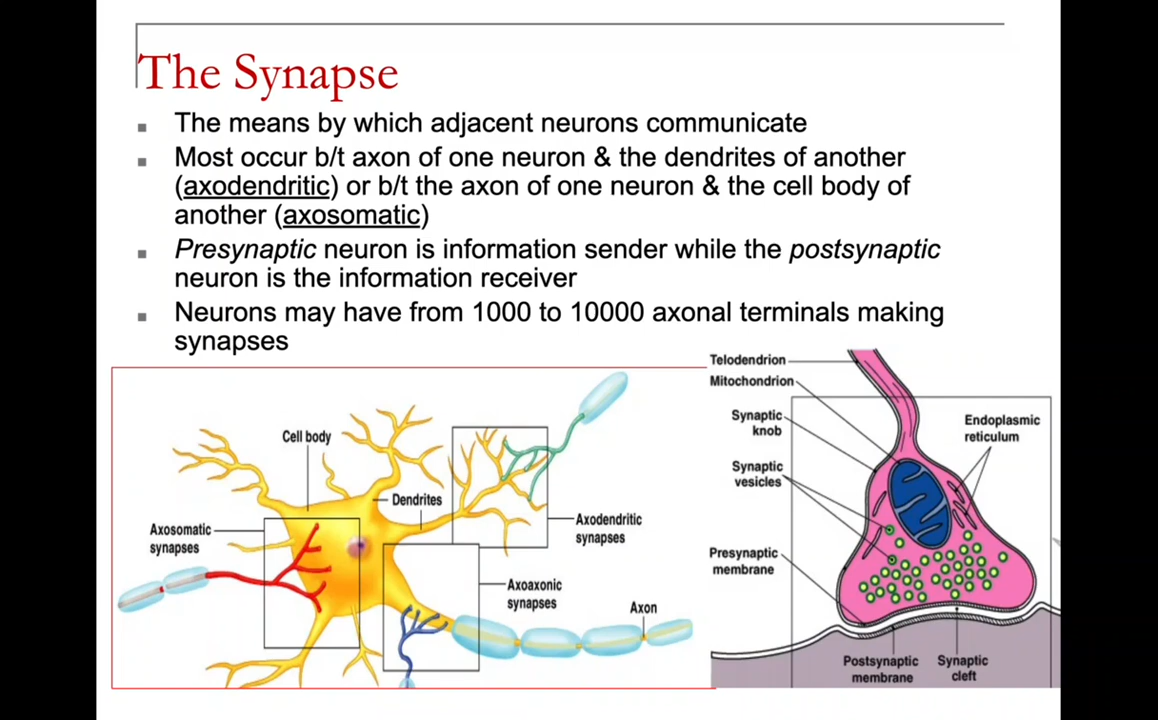 The Synapse
The means by which adjacent neurons communicate
Most occur b/t axon of one neuron & the dendrites of another
(axodendritic) or b/t the axon of one neuron & the cell body of
another (axosomatic)
Presynaptic neuron is information sender while the postsynaptic
neuron is the information receiver
Neurons may have from 1000 to 10000 axonal terminals making
synapses
Cell body
Dendrites
Axosomatic
synapses
Axodendritic
synapses
Axoaxonic
synapses
Axon
Telodendrion
Mitochondrion
Synaptic
knob
Endoplasmic
reticulum
Synaptic
vesicles
Presynaptic
membrane
Postsynaptic
membrane
Synaptic
cleft